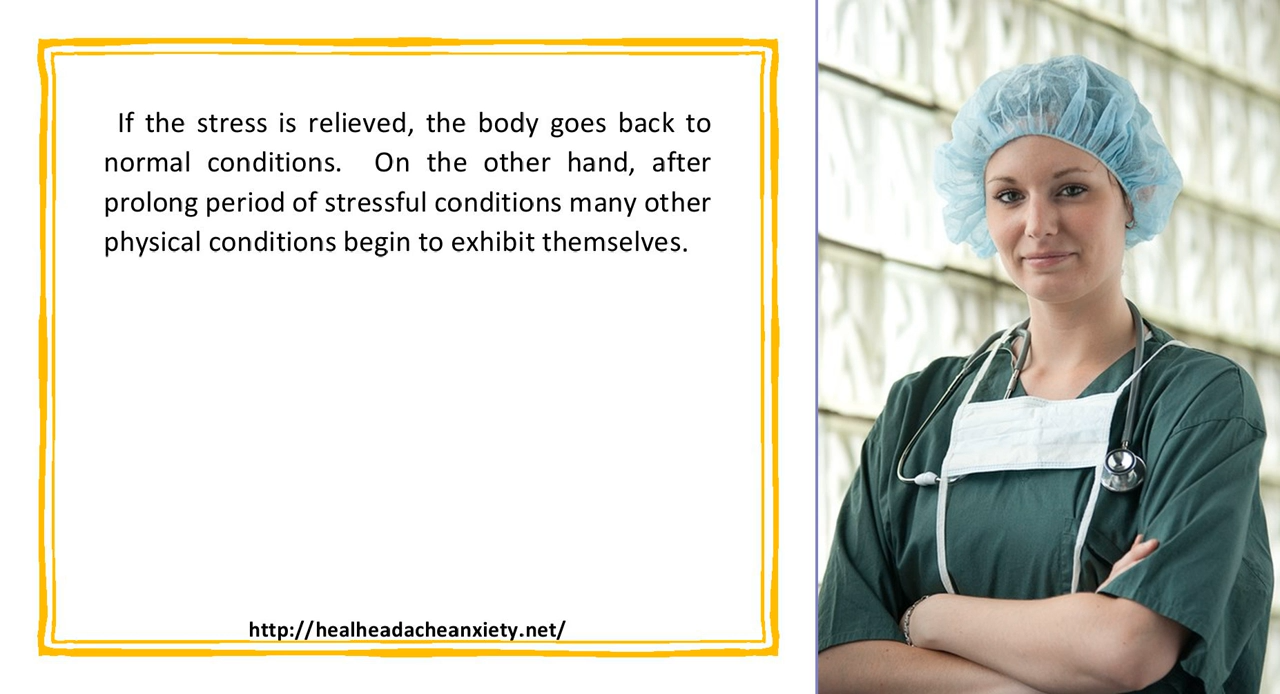 If the stress is relieved, the body goes back to
normal conditions. On the other hand, after
prolong period of stressful conditions many other
physical conditions begin to exhibit themselves.
http://healheadacheanxiety.net/